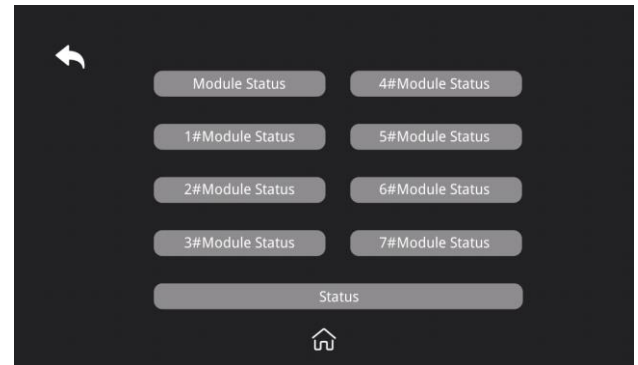 Module Status
4#Module Status
1#Module Status
5#Module Status
2#Module Status
6#Module Status
3#Module Status
7#Module Status
Status